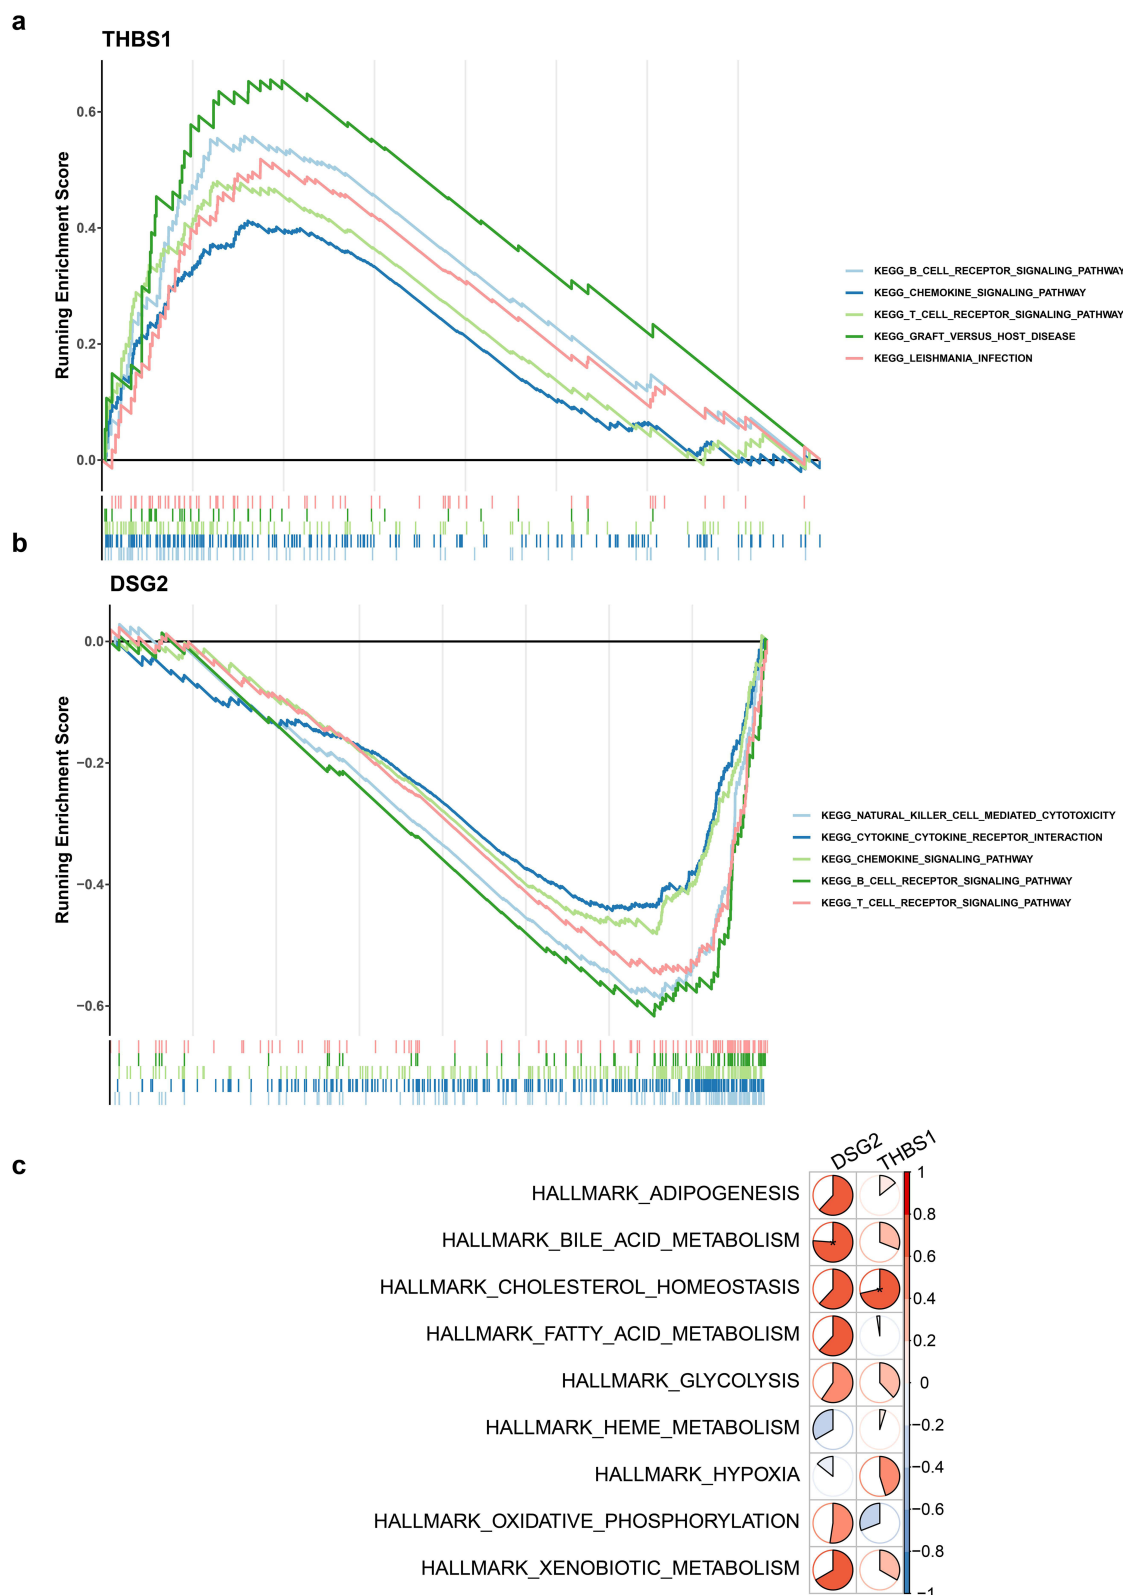 a
THBS1
Running Enrichment Score
0.6
0.4
0.2
0.0
KEGG_B_CELL_RECEPTOR_SIGNALING_PATHWAY
KEGG_CHEMOKINE_SIGNALING_PATHWAY
KEGG_T_CELL_RECEPTOR_SIGNALING_PATHWAY
KEGG_GRAFT_VERSUS_HOST_DISEASE
KEGG_LEISHMANIA_INFECTION
b
DSG2
Running Enrichment Score
0.0
−0.2
−0.4
−0.6
KEGG_NATURAL_KILLER_CELL_MEDIATED_CYTOTOXICITY
KEGG_CYTOKINE_CYTOKINE_RECEPTOR_INTERACTION
KEGG_CHEMOKINE_SIGNALING_PATHWAY
KEGG_B_CELL_RECEPTOR_SIGNALING_PATHWAY
KEGG_T_CELL_RECEPTOR_SIGNALING_PATHWAY
c
DSG2 THBS1
HALLMARK_ADIPOGENESIS
HALLMARK_BILE_ACID_METABOLISM
*
HALLMARK_CHOLESTEROL_HOMEOSTASIS
*
HALLMARK_FATTY_ACID_METABOLISM
HALLMARK_GLYCOLYSIS
HALLMARK_HEME_METABOLISM
HALLMARK_HYPOXIA
HALLMARK_OXIDATIVE_PHOSPHORYLATION
HALLMARK_XENOBIOTIC_METABOLISM
1
0.8
0.6
0.4
0.2
0
−0.2
−0.4
−0.6
−0.8
−1